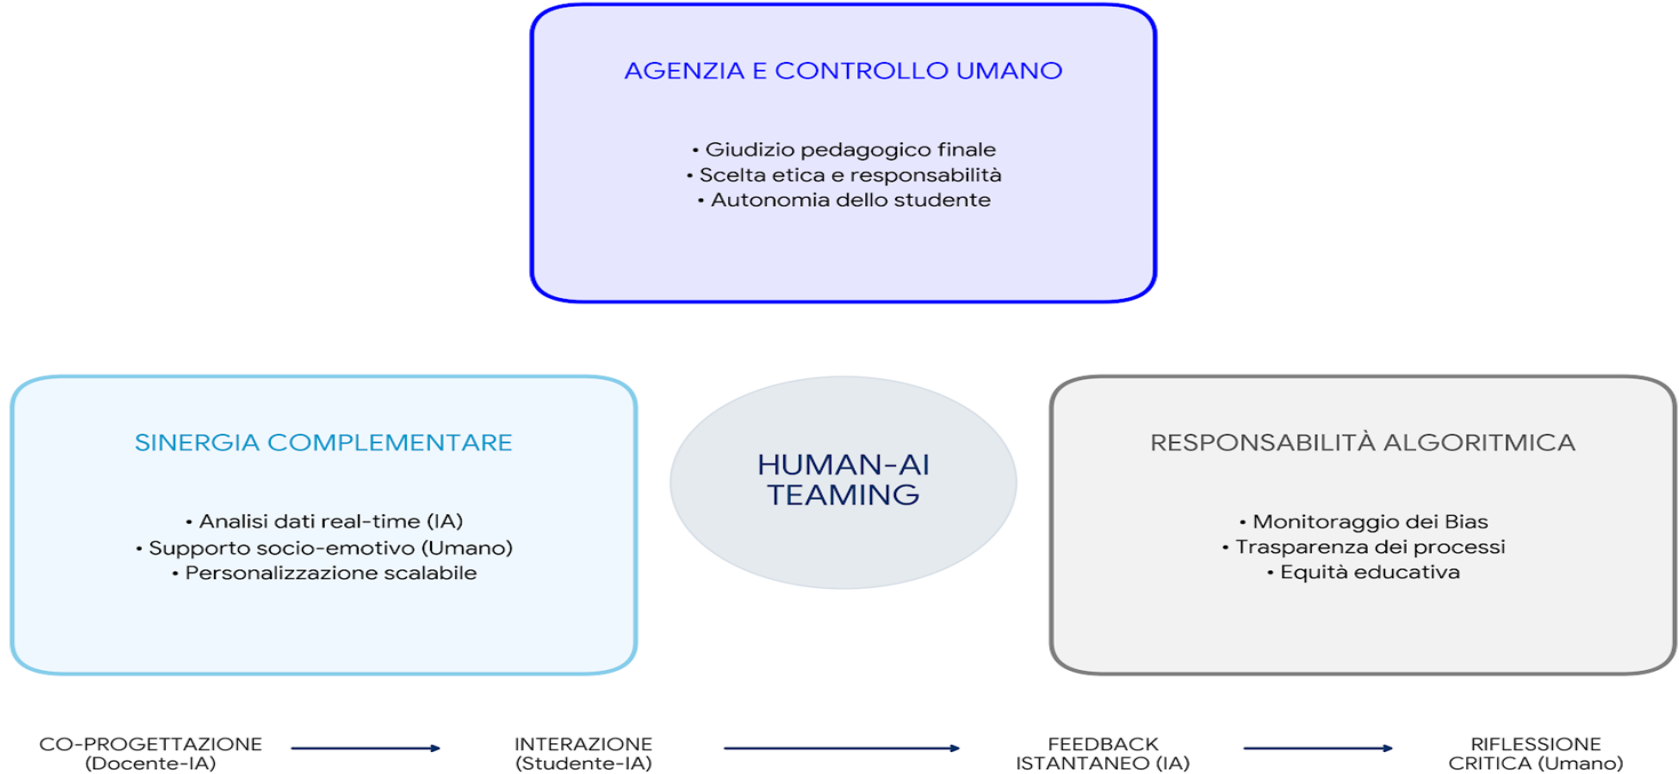 AGENZIA E CONTROLLO UMANO
• Giudizio pedagogico finale
• Scelta etica e responsabilità
• Autonomia dello studente
SINERGIA COMPLEMENTARE
• Analisi dati real-time (IA)
• Supporto socio-emotivo (Umano)
• Personalizzazione scalabile
HUMAN-AI
TEAMING
RESPONSABILITÀ ALGORITMICA
• Monitoraggio dei Bias
• Trasparenza dei processi
• Equità educativa
CO-PROGETTAZIONE
(Docente-IA)
INTERAZIONE
(Studente-IA)
FEEDBACK
ISTANTANEO (IA)
RIFLESSIONE
CRITICA (Umano)